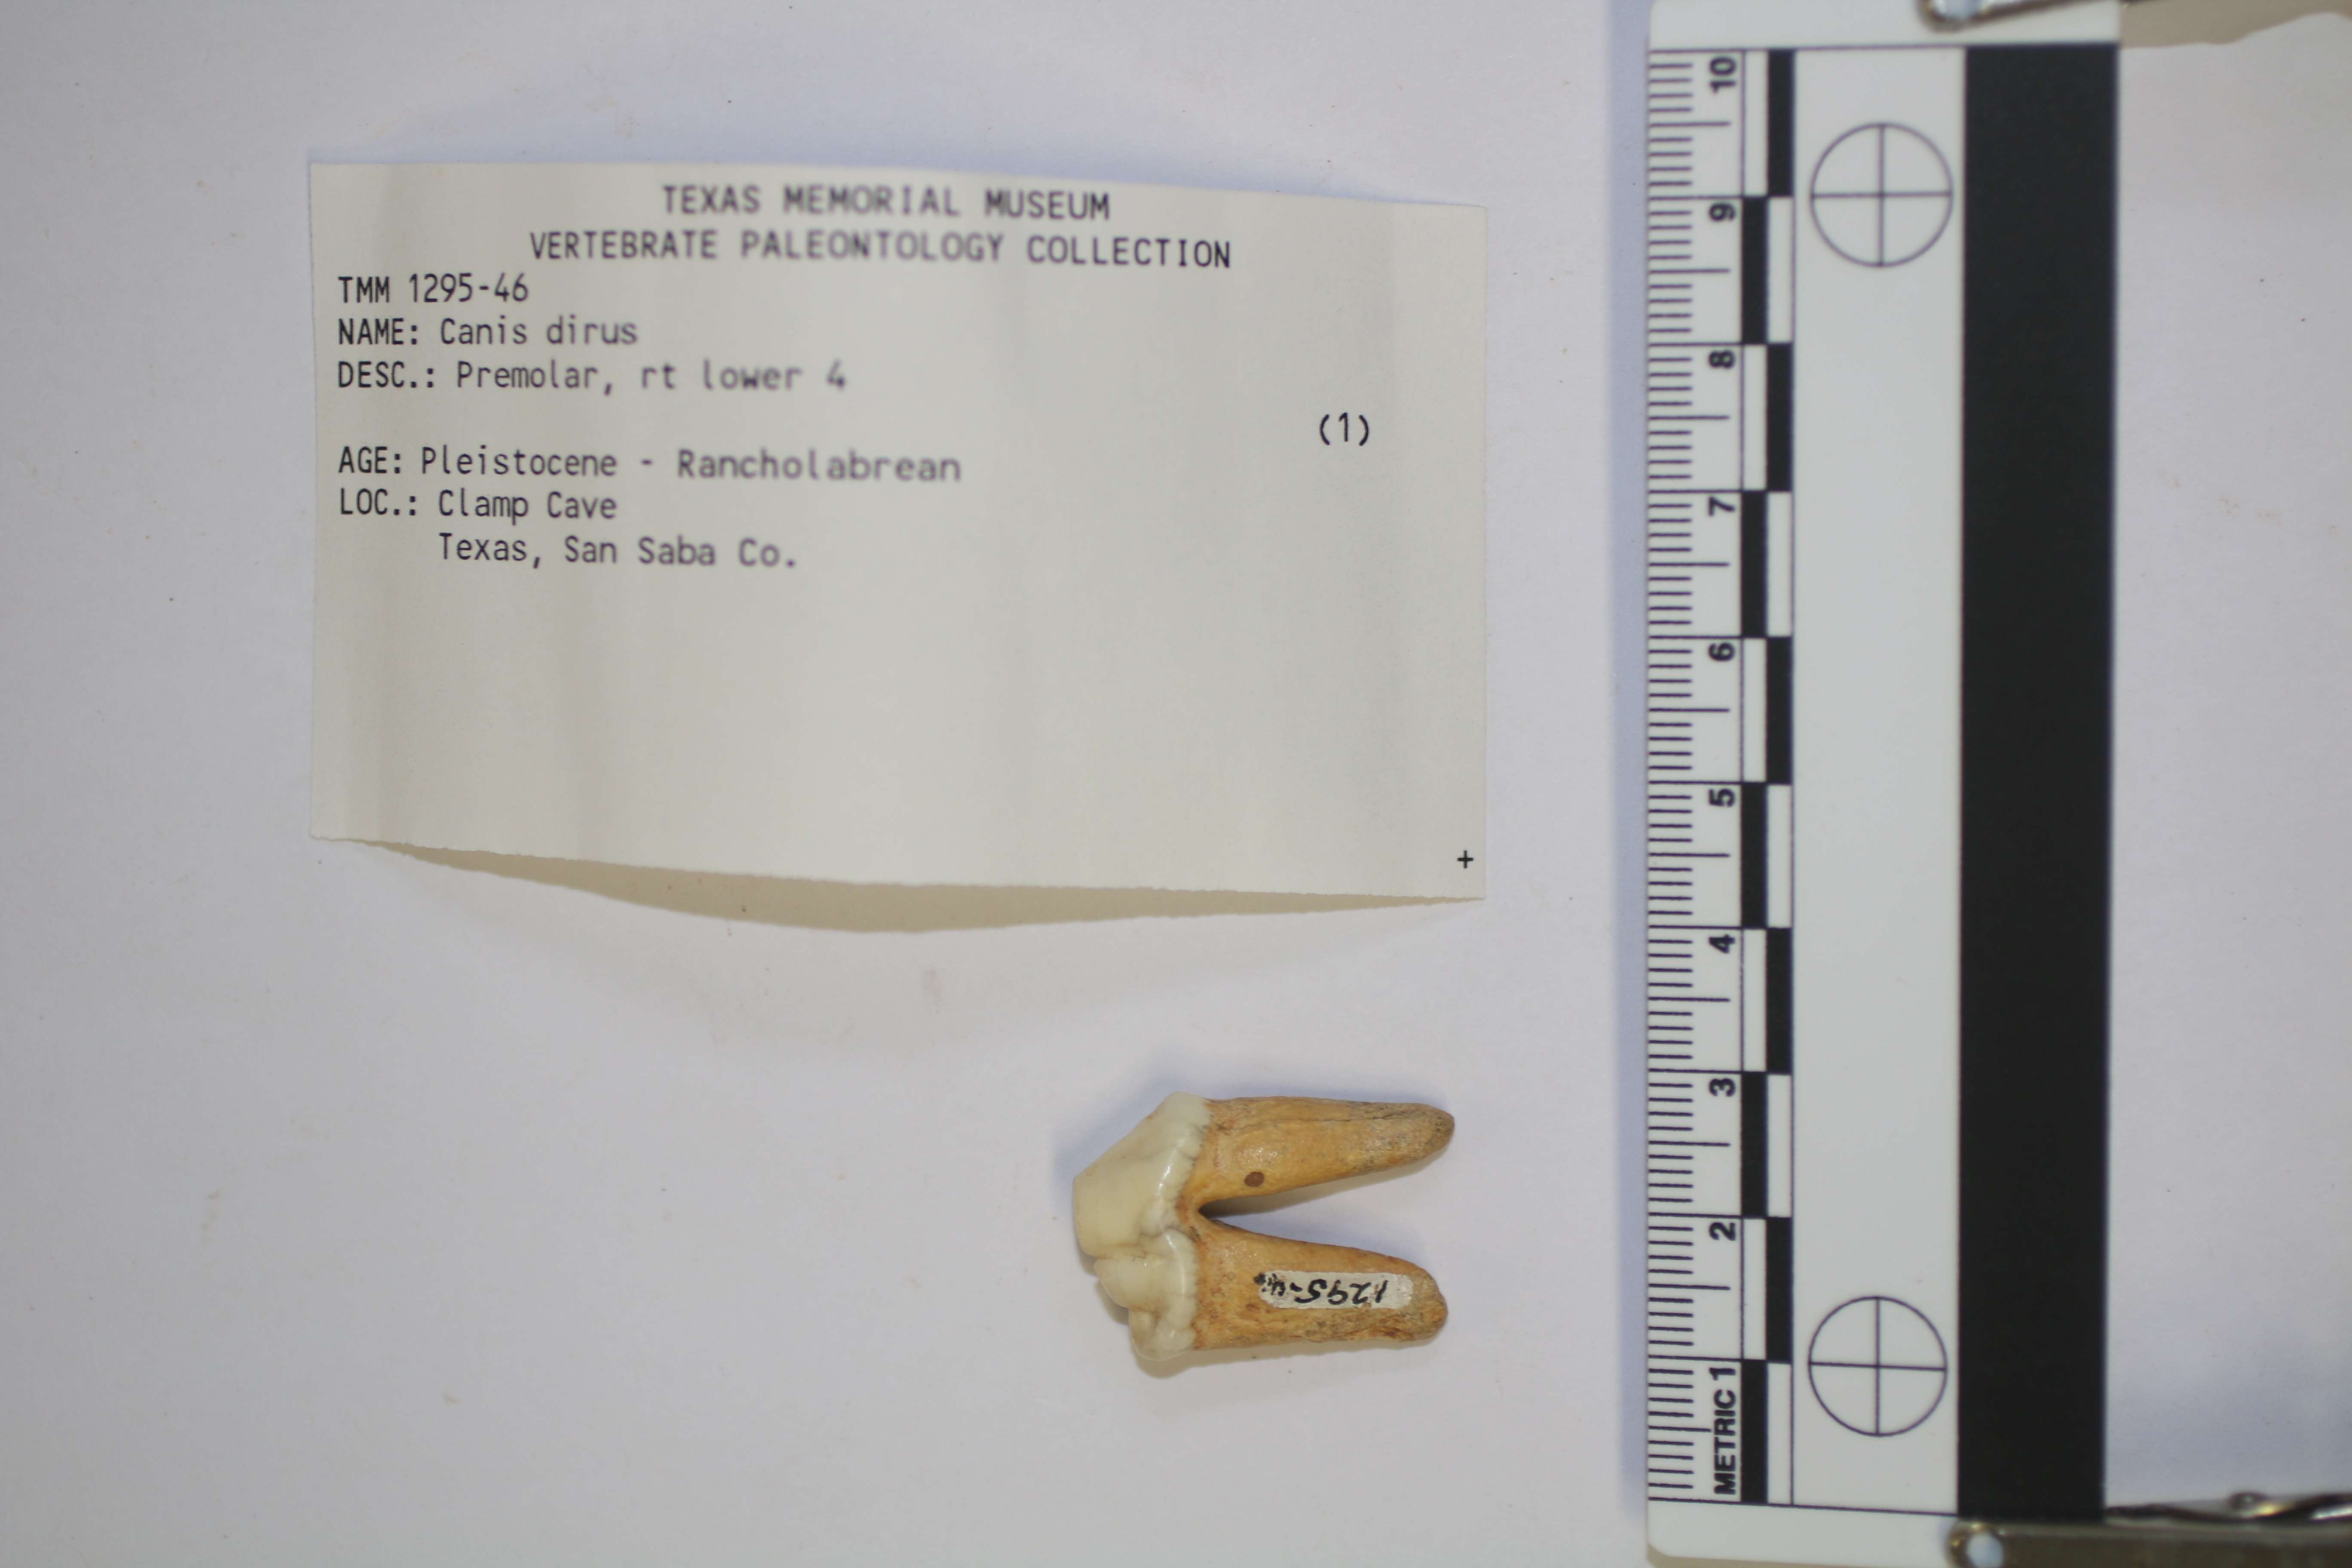 TEXAS MEMORIAL MUSEUM
VERTEBRATE PALEONTOLOGY COLLECTION
TMM 1295-46
NAME: Canis dirus
DESC.: Premolar, rt lower 4
(1)
AGE: Pleistocene - Rancholabrean
LOC.: Clamp Cave
Texas, San Saba Co.
+
1295-
METRIC 1 2 3 4 5 6 7 8 9 10